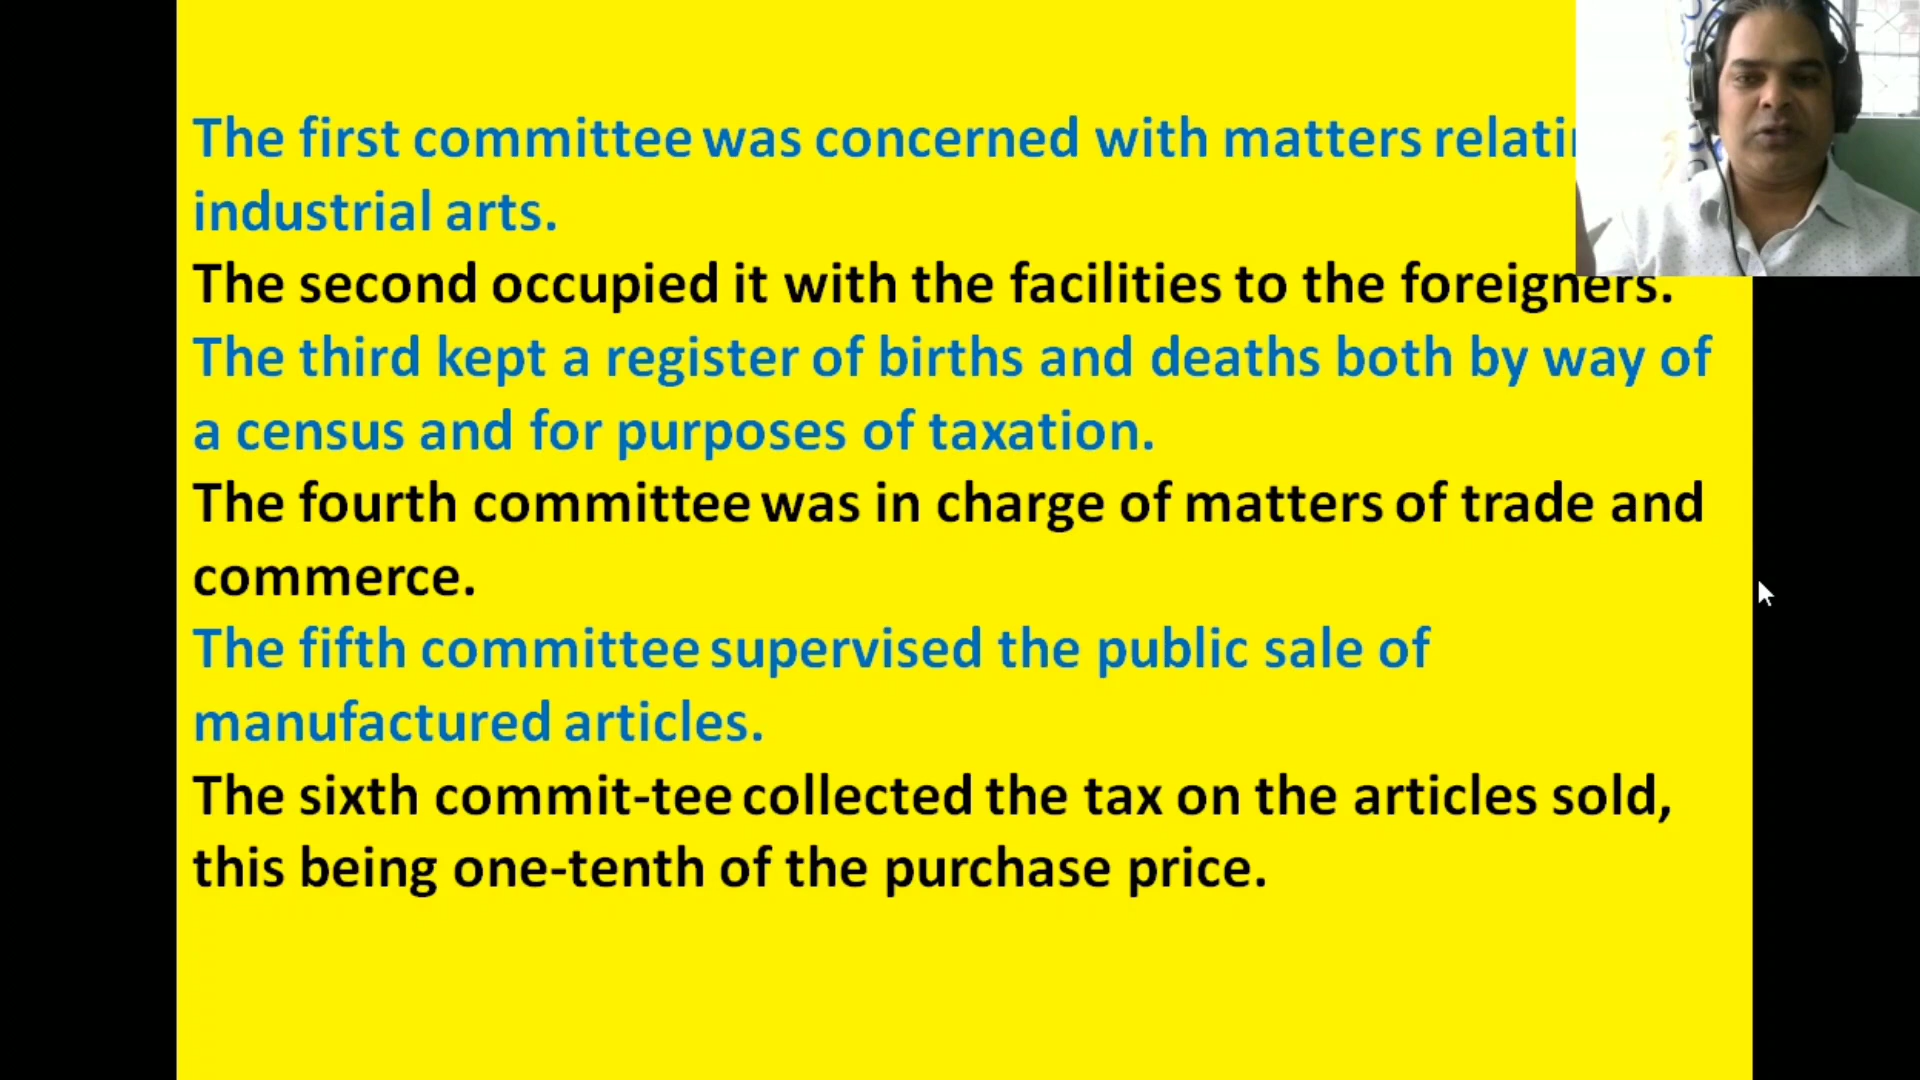 The first committee was concerned with matters
industrial arts.
The second occupied it with the facilities to the foreigners.
The third kept a register of births and deaths both by way of
a census and for purposes of taxation.
The fourth committee was in charge of matters of trade and
commerce.
The fifth committee supervised the public sale of
manufactured articles.
The sixth commit-tee collected the tax on the articles sold,
this being one-tenth of the purchase price.